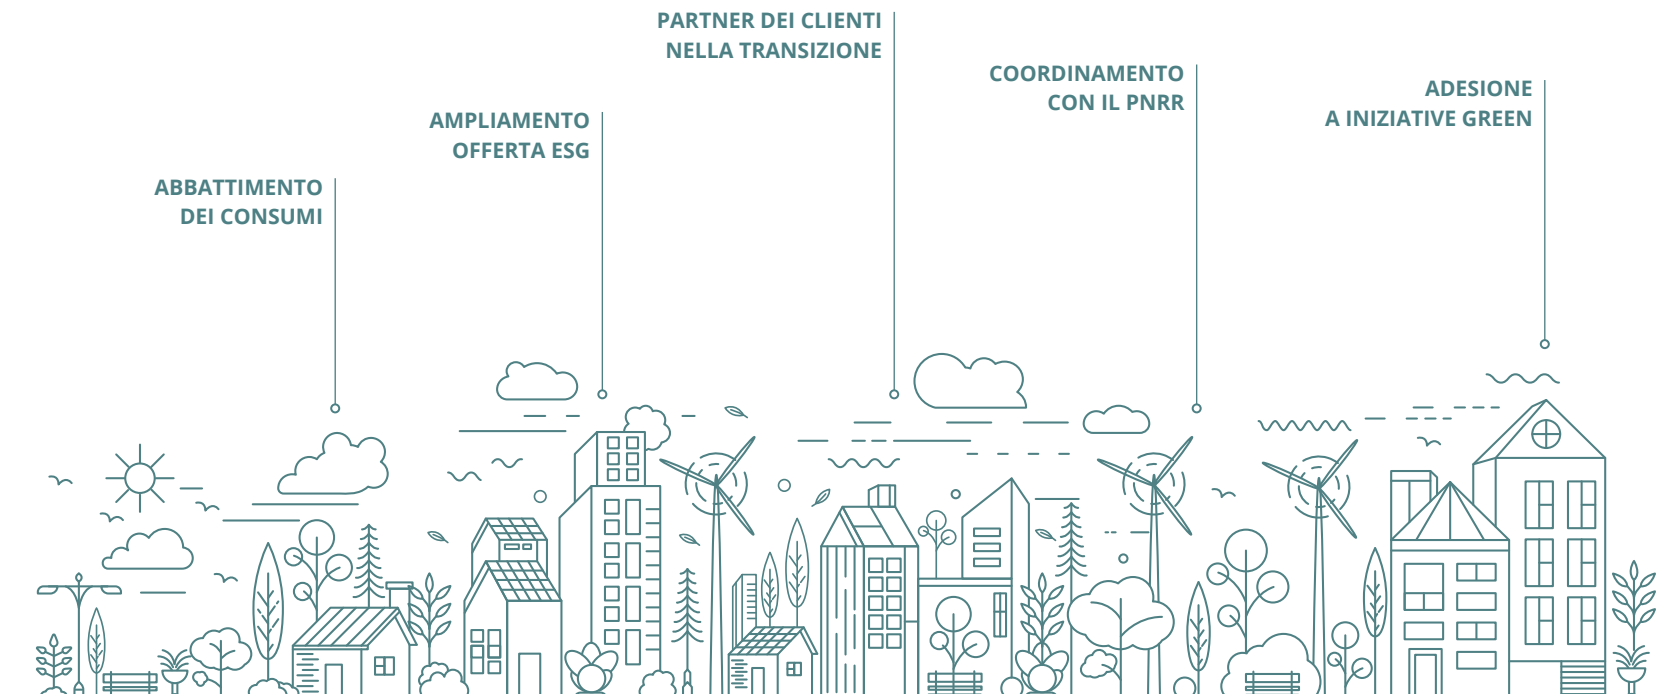 ABBATTIMENTO
DEI CONSUMI
AMPLIAMENTO
OFFERTA ESG
PARTNER DEI CLIENTI
NELLA TRANSIZIONE
COORDINAMENTO
CON IL PNRR
ADESIONE
A INIZIATIVE GREEN